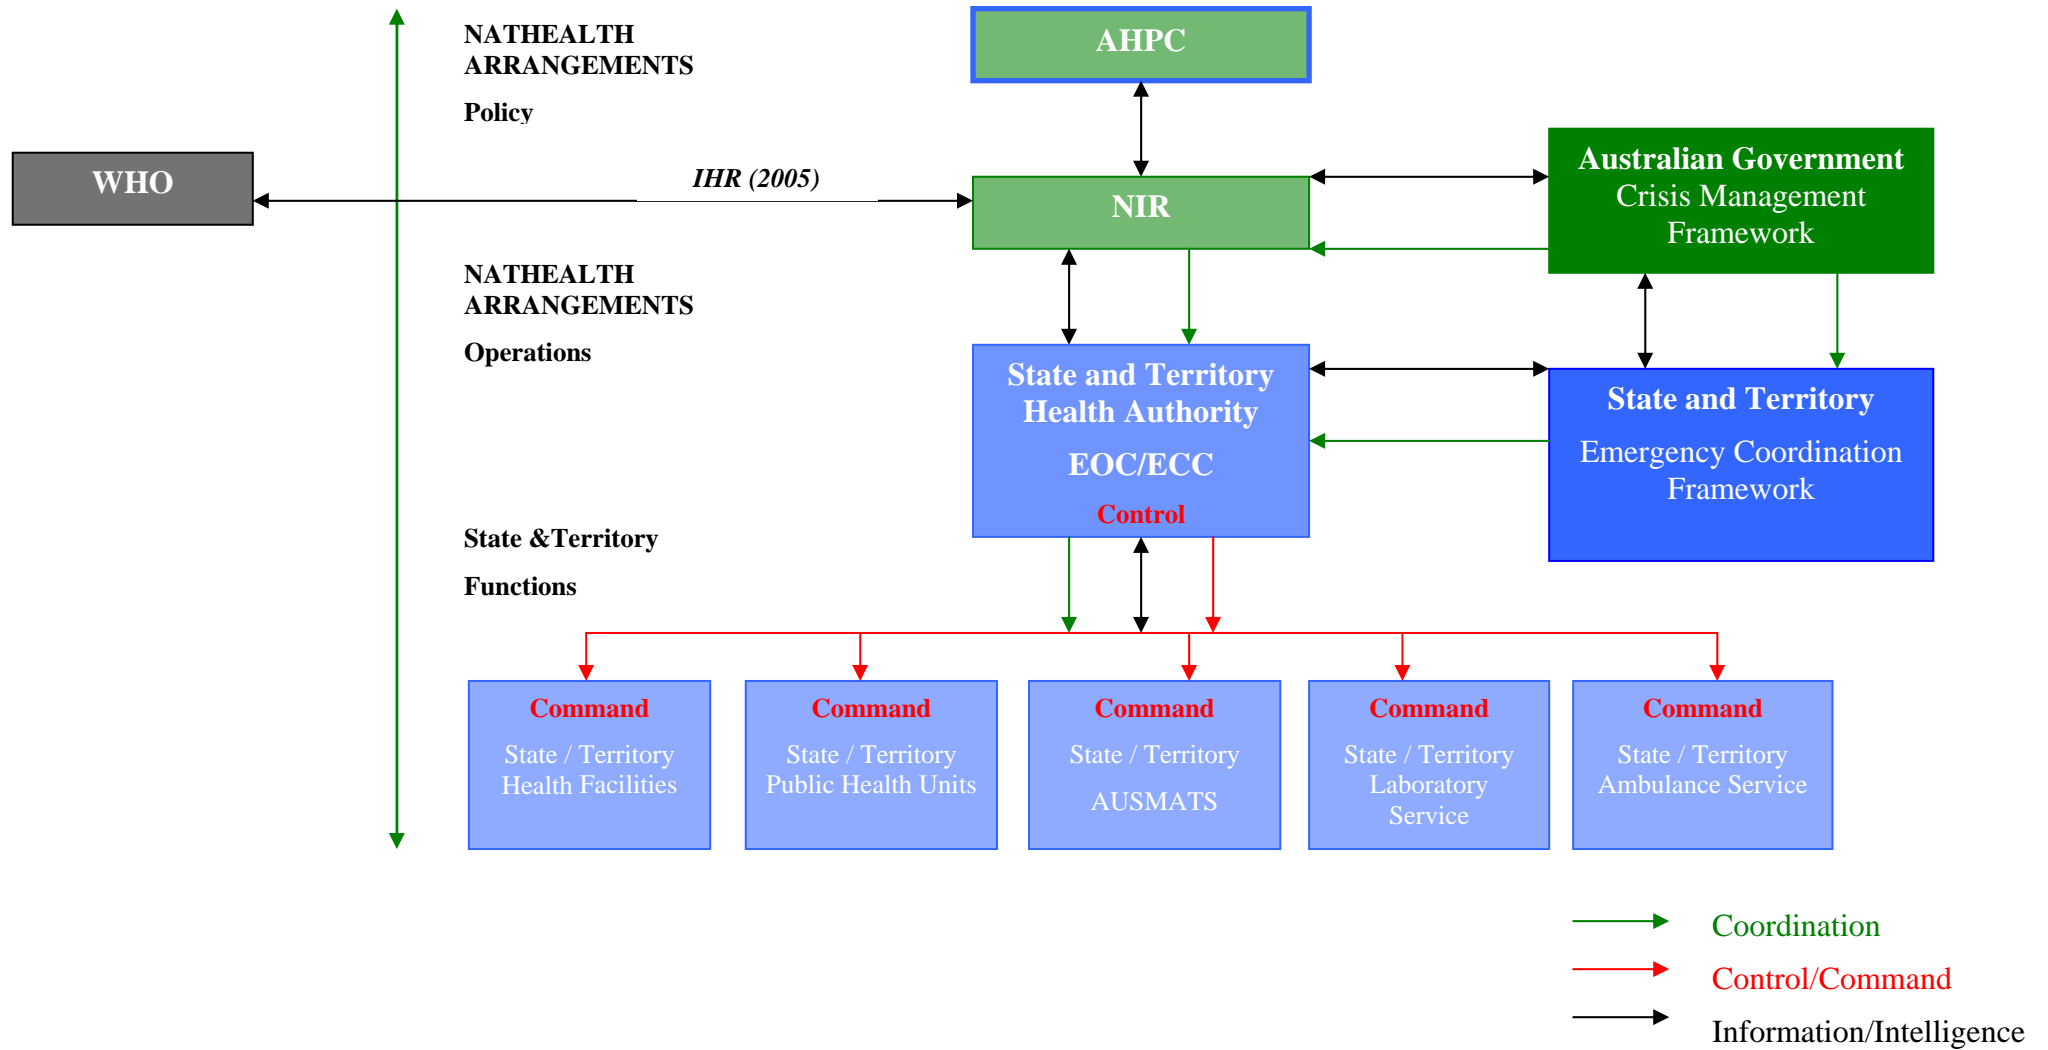 NATHEALTH
ARRANGEMENTS
Policy
AHPC
WHO
IHR (2005)
NIR
Australian Government
Crisis Management
Framework
NATHEALTH
ARRANGEMENTS
Operations
State and Territory
Health Authority
EOC/ECC
Control
State and Territory
Emergency Coordination
Framework
State &Territory
Functions
Command
State / Territory
Health Facilities
Command
State / Territory
Public Health Units
Command
State / Territory
AUSMATS
Command
State / Territory
Laboratory
Service
Command
State / Territory
Ambulance Service
Coordination
Control/Command
Information/Intelligence